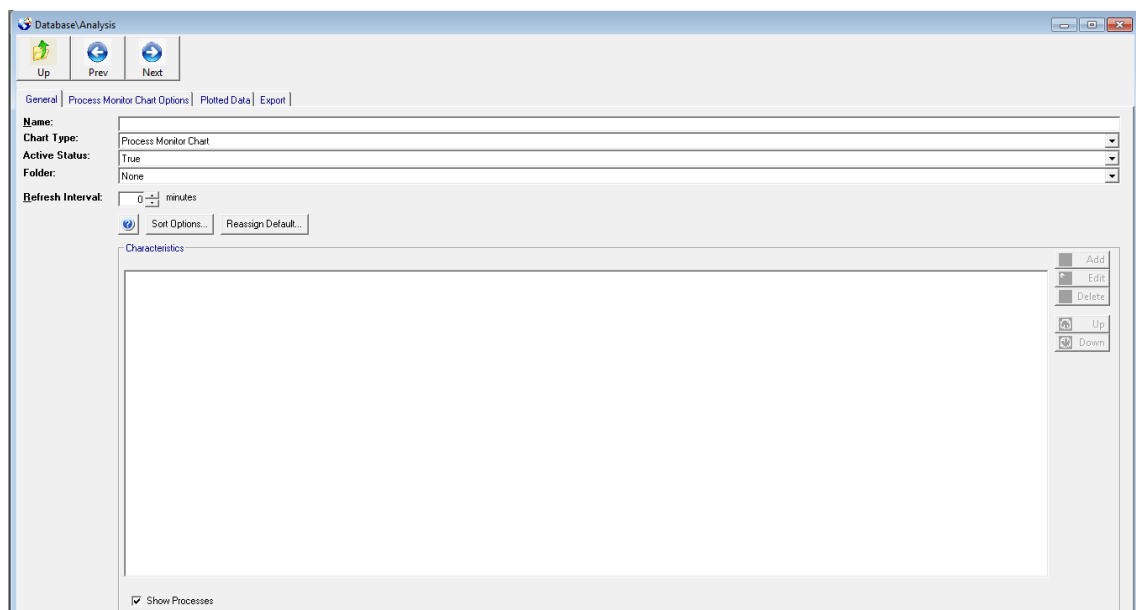 Database\Analysis
Up Prev Next
General Process Monitor Chart Options Plotted Data Export
Name:
Chart Type: Process Monitor Chart
Active Status: True
Folder: None
Refresh Interval: 0 minutes
Sort Options... Reassign Default...
Characteristics
Add
Edit
Delete
Up
Down
Show Processes